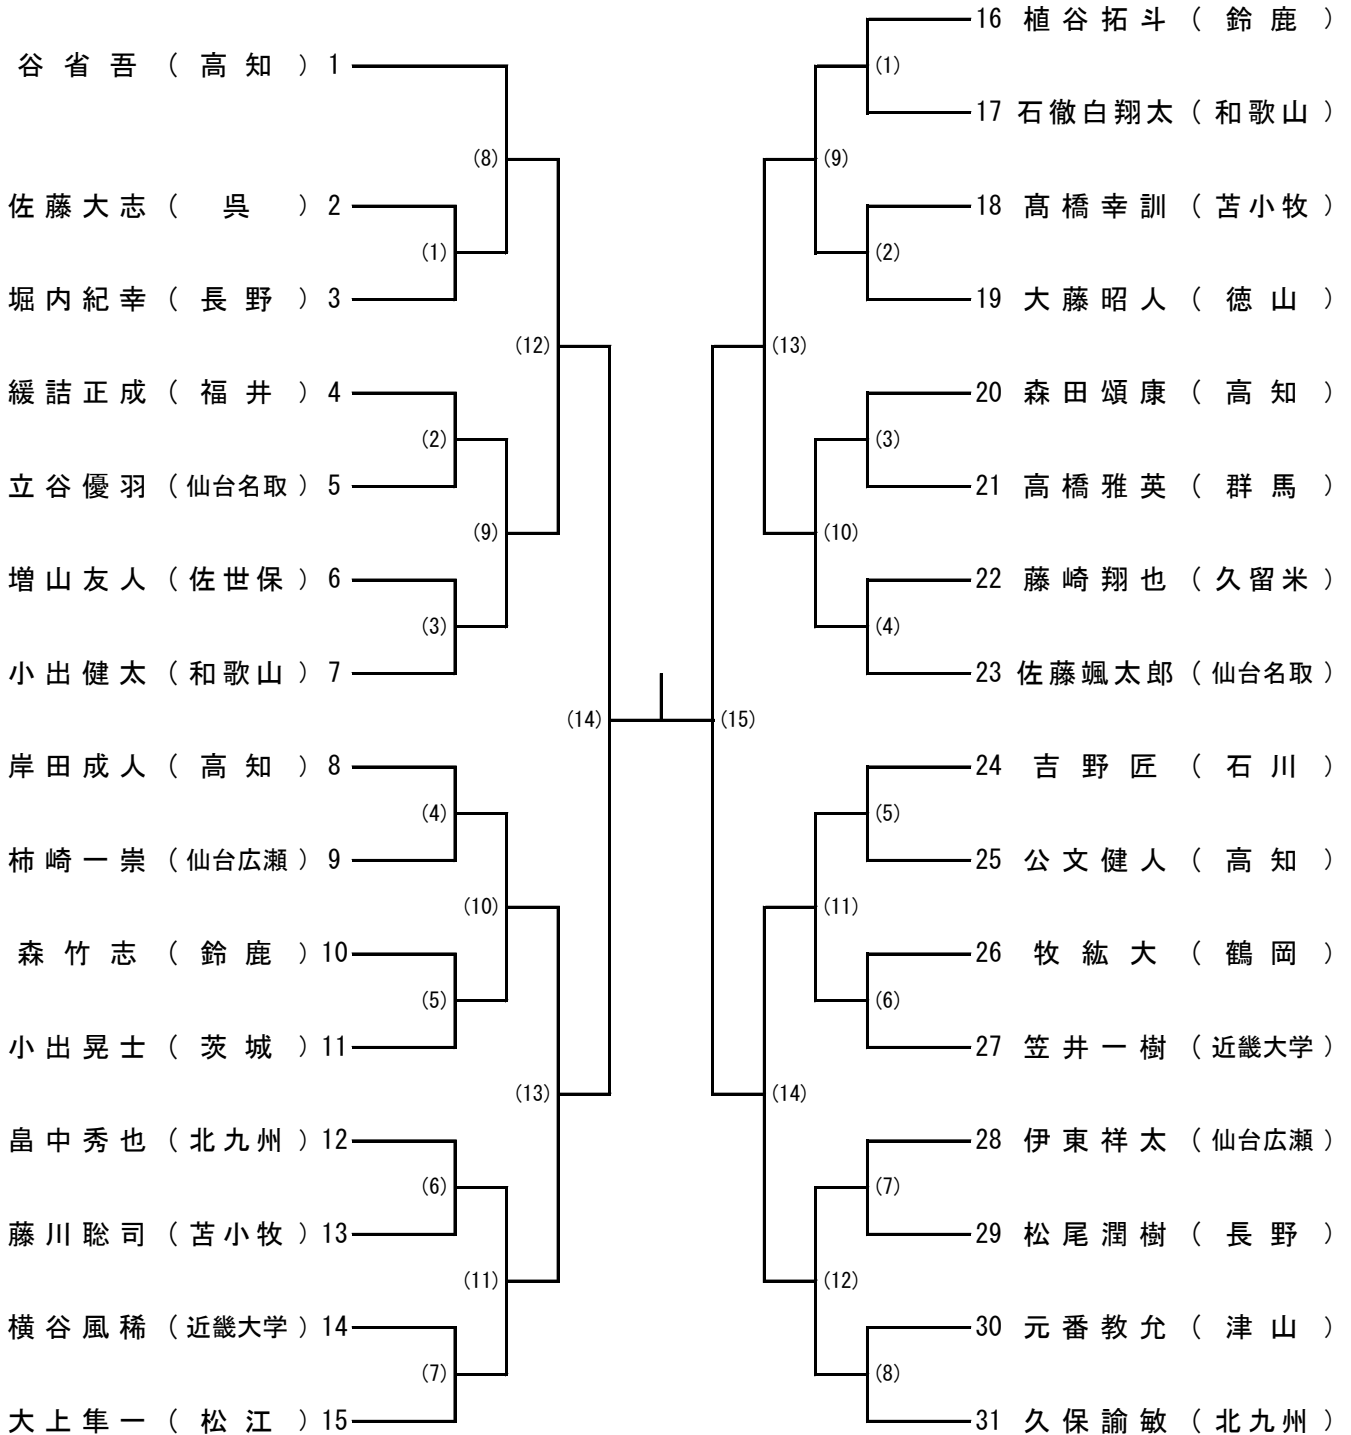 谷省吾（高知）1
(8)
佐藤大志（呉）2
(1)
堀内紀幸（長野）3
(12)
緩詰正成（福井）4
(2)
立谷優羽（仙台名取）5
(9)
増山友人（佐世保）6
(3)
小出健太（和歌山）7
(14)
岸田成人（高知）8
(4)
柿崎一崇（仙台広瀬）9
(10)
森竹志（鈴鹿）10
(5)
小出晃士（茨城）11
(13)
畠中秀也（北九州）12
(6)
藤川聡司（苫小牧）13
(11)
横谷風稀（近畿大学）14
(7)
大上隼一（松江）15
16 植谷拓斗（鈴鹿）
(1)
17 石徹白翔太（和歌山）
(9)
18 髙橋幸訓（苫小牧）
(2)
19 大藤昭人（徳山）
(13)
20 森田頌康（高知）
(3)
21 高橋雅英（群馬）
(10)
22 藤崎翔也（久留米）
(4)
23 佐藤颯太郎（仙台名取）
(15)
24 吉野匠（石川）
(5)
25 公文健人（高知）
(11)
26 牧紘大（鶴岡）
(6)
27 笠井一樹（近畿大学）
(14)
28 伊東祥太（仙台広瀬）
(7)
29 松尾潤樹（長野）
(12)
30 元番教允（津山）
(8)
31 久保諭敏（北九州）